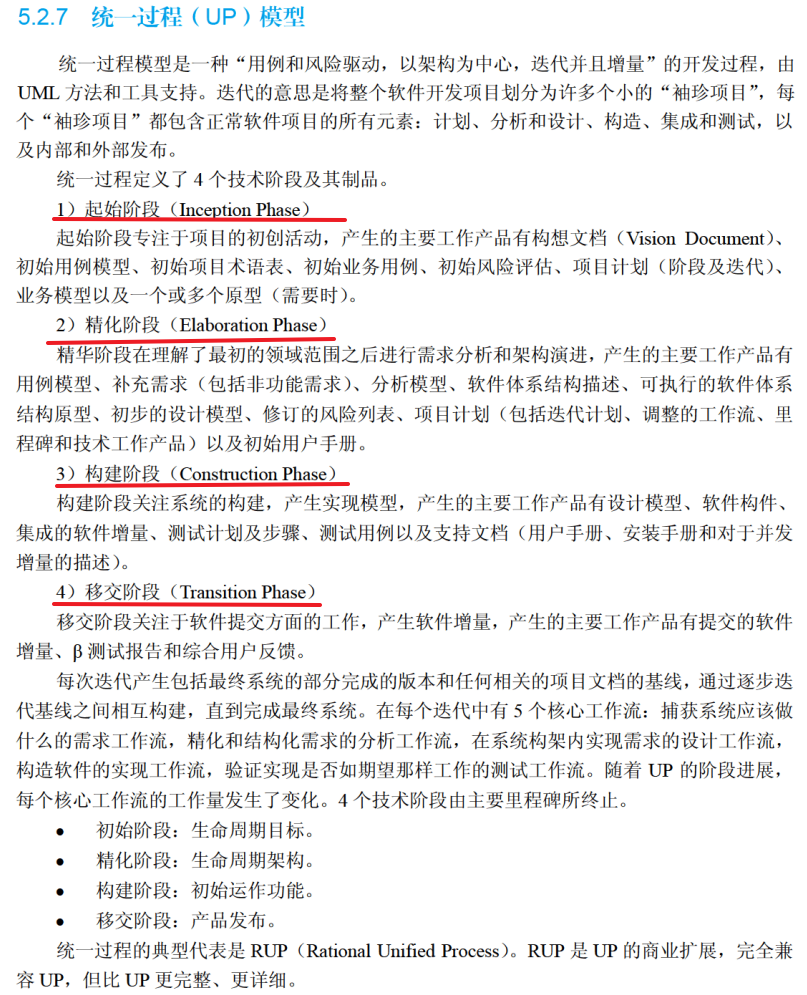 5.2.7 统一过程（UP）模型
统一过程模型是一种“用例和风险驱动，以架构为中心，迭代并且增量”的开发过程，由
UML 方法和工具支持。迭代的意思是将整个软件开发项目划分为许多个小的“袖珍项目”，每
个“袖珍项目”都包含正常软件项目的所有元素：计划、分析和设计、构造、集成和测试，以
及内部和外部发布。
统一过程定义了 4 个技术阶段及其制品。
1）起始阶段（Inception Phase）
起始阶段专注于项目的初创活动，产生的主要工作产品有构想文档（Vision Document）、
初始用例模型、初始项目术语表、初始业务用例、初始风险评估、项目计划（阶段及迭代）、
业务模型以及一个或多个原型（需要时）。
2）精化阶段（Elaboration Phase）
精华阶段在理解了最初的领域范围之后进行需求分析和架构演进，产生的主要工作产品有
用例模型、补充需求（包括非功能需求）、分析模型、软件体系结构描述、可执行的软件体系
结构原型、初步的设计模型、修订的风险列表、项目计划（包括迭代计划、调整的工作流、里
程碑和技术工作产品）以及初始用户手册。
3）构建阶段（Construction Phase）
构建阶段关注系统的构建，产生实现模型，产生的主要工作产品有设计模型、软件构件、
集成的软件增量、测试计划及步骤、测试用例以及支持文档（用户手册、安装手册和对于并发
增量的描述）。
4）移交阶段（Transition Phase）
移交阶段关注于软件提交方面的工作，产生软件增量，产生的主要工作产品有提交的软件
增量、β 测试报告和综合用户反馈。
每次迭代产生包括最终系统的部分完成的版本和任何相关的项目文档的基线，通过逐步迭
代基线之间相互构建，直到完成最终系统。在每个迭代中有 5 个核心工作流：捕获系统应该做
什么的需求工作流，精化和结构化需求的分析工作流，在系统构架内实现需求的设计工作流，
构造软件的实现工作流，验证实现是否如期望那样工作的测试工作流。随着 UP 的阶段进展，
每个核心工作流的工作量发生了变化。4 个技术阶段由主要里程碑所终止。
● 初始阶段：生命周期目标。
● 精化阶段：生命周期架构。
● 构建阶段：初始运作功能。
● 移交阶段：产品发布。
统一过程的典型代表是 RUP（Rational Unified Process）。RUP 是 UP 的商业扩展，完全兼
容 UP，但比 UP 更完整、更详细。